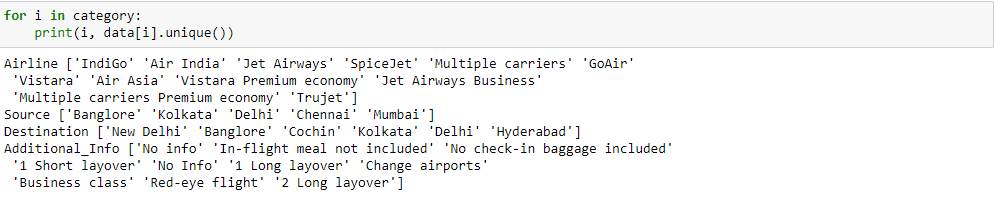 for i in category:
    print(i, data[i].unique())
Airline ['IndiGo' 'Air India' 'Jet Airways' 'SpiceJet' 'Multiple carriers' 'GoAir'
 'Vistara' 'Air Asia' 'Vistara Premium economy' 'Jet Airways Business'
 'Multiple carriers Premium economy' 'Trujet']
Source ['Banglore' 'Kolkata' 'Delhi' 'Chennai' 'Mumbai']
Destination ['New Delhi' 'Banglore' 'Cochin' 'Kolkata' 'Delhi' 'Hyderabad']
Additional_Info ['No info' 'In-flight meal not included' 'No check-in baggage included'
 '1 Short layover' 'No Info' '1 Long layover' 'Change airports'
 'Business class' 'Red-eye flight' '2 Long layover']